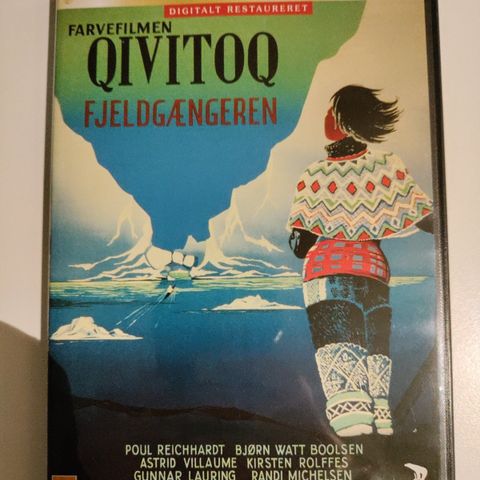 DIGITALT RESTAURERET
FARVEFILMEN
QIVITOQ
FJELDGÆNGEREN
POUL REICHHARDT BJØRN WATT BOOLSEN
ASTRID VILLAUME KIRSTEN ROLFFES
GUNNAR LAURING RANDI MICHELSEN